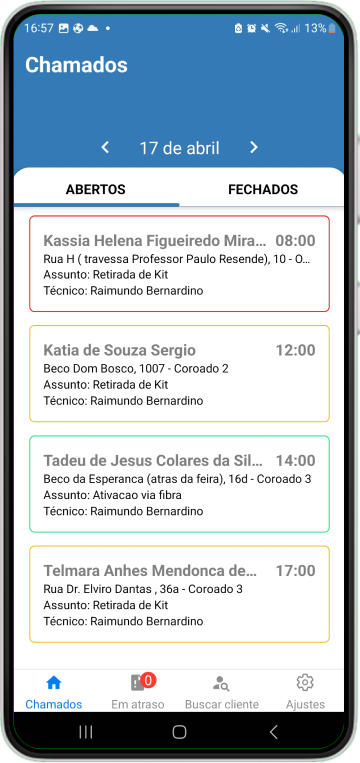 16:57
13%
Chamados
17 de abril
ABERTOS
FECHADOS
Kassia Helena Figueiredo Mira... 08:00
Rua H ( travessa Professor Paulo Resende), 10 - O...
Assunto: Retirada de Kit
Técnico: Raimundo Bernardino
Katia de Souza Sergio 12:00
Beco Dom Bosco, 1007 - Coroado 2
Assunto: Retirada de Kit
Técnico: Raimundo Bernardino
Tadeu de Jesus Colares da Sil... 14:00
Beco da Esperanca (atras da feira), 16d - Coroado 3
Assunto: Ativacao via fibra
Técnico: Raimundo Bernardino
Telmara Anhes Mendonca de... 17:00
Rua Dr. Elviro Dantas , 36a - Coroado 3
Assunto: Retirada de Kit
Técnico: Raimundo Bernardino
0
Chamados
Em atraso
Buscar cliente
Ajustes